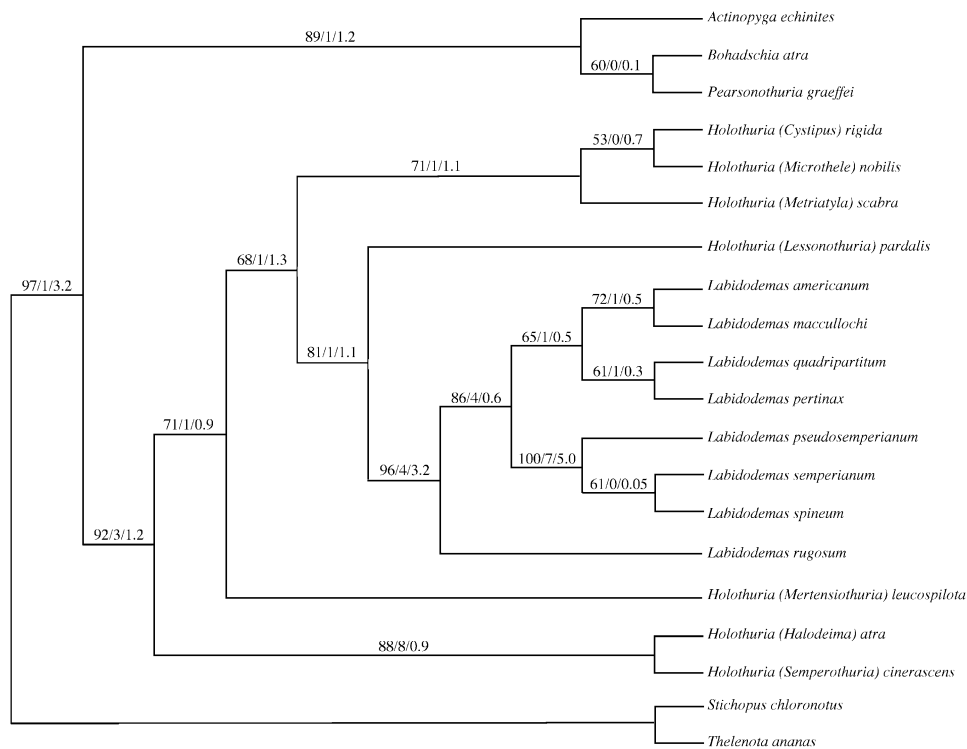 Actinopyga echinites
89/1/1.2
Bohadschia atra
60/0/0.1
Pearsonothuria graeffei
Holothuria (Cystipus) rigida
53/0/0.7
Holothuria (Microthele) nobilis
71/1/1.1
Holothuria (Metriatyla) scabra
Holothuria (Lessonothuria) pardalis
68/1/1.3
97/1/3.2
Labidodemas americanum
72/1/0.5
Labidodemas maccullochi
65/1/0.5
81/1/1.1
Labidodemas quadripartitum
61/1/0.3
Labidodemas pertinax
86/4/0.6
71/1/0.9
Labidodemas pseudosemperianum
100/7/5.0
96/4/3.2
Labidodemas semperianum
61/0/0.05
Labidodemas spineum
92/3/1.2
Labidodemas rugosum
Holothuria (Mertensiothuria) leucospilota
Holothuria (Halodeima) atra
88/8/0.9
Holothuria (Semperothuria) cinerascens
Stichopus chloronotus
Thelenota ananas